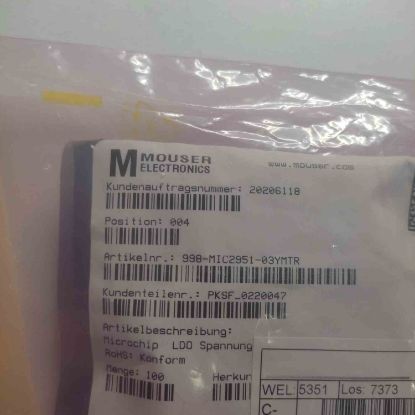 MOUSER
ELECTRONICS
www.mouser.com
Kundenauftragsnummer: 20206118
Position: 004
Artikelnr.: 998-MIC2951-03YMTR
Kundenteilenr.: PKSF_0220047
Artikelbeschreibung:
Microchip LDO Spannung
RoHS: Konform
Menge: 100 Herkun
WEL: 5351 Los: 7373
C-